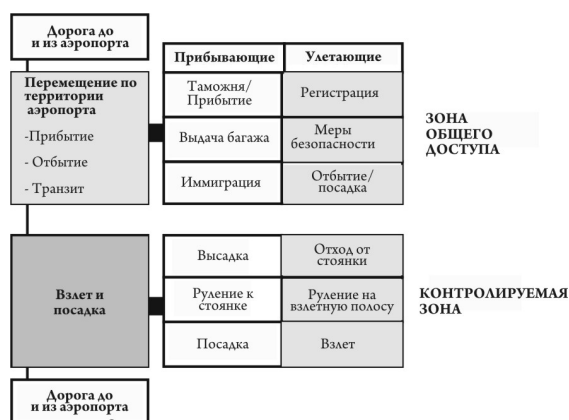 Дорога до
и из аэропорта
Прибывающие
Улетающие
Перемещение по
территории
аэропорта
-Прибытие
- Отбытие
- Транзит
Таможня/
Прибытие
Регистрация
Выдача багажа
Меры
безопасности
Иммиграция
Отбытие/
посадка
ЗОНА
ОБЩЕГО
ДОСТУПА
Взлет и
посадка
Высадка
Отход от
стоянки
Руление к
стоянке
Руление на
взлетную полосу
Посадка
Взлет
КОНТРОЛИРУЕМАЯ
ЗОНА
Дорога до
и из аэропорта